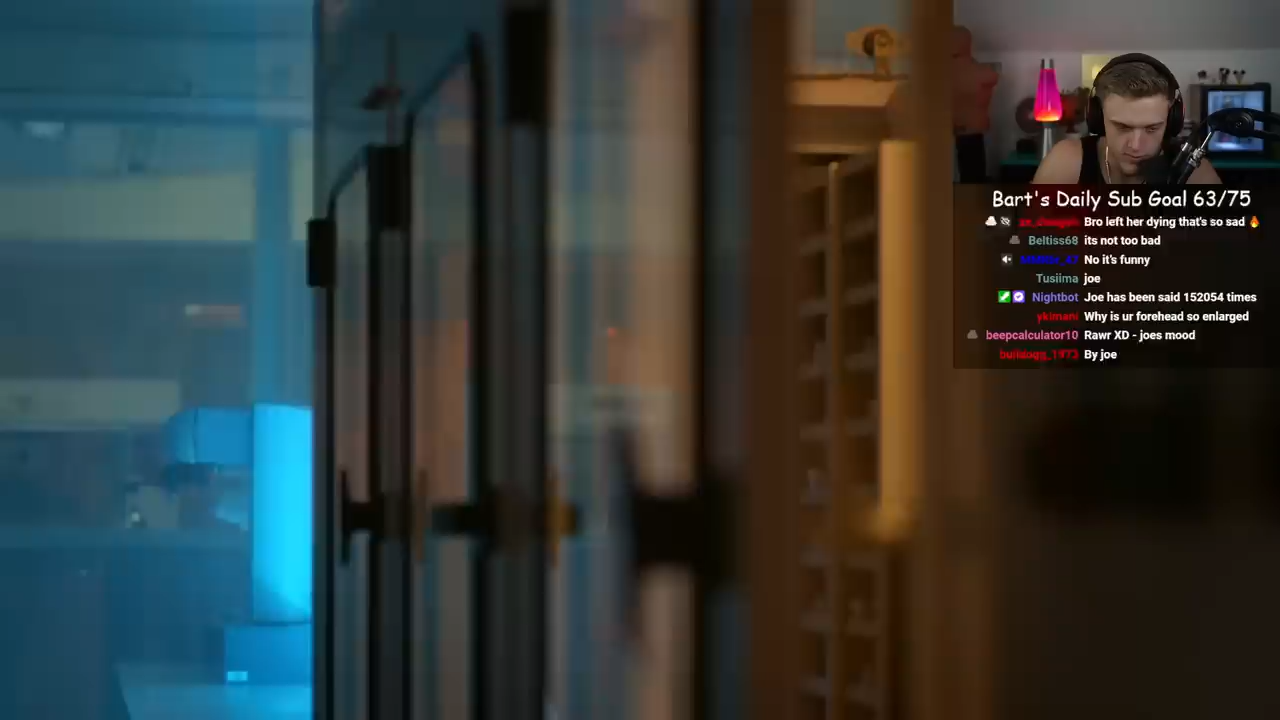 Bart's Daily Sub Goal 63/75
Bro left her dying that's so sad 🔥
Beltiss68 its not too bad
No it's funny
Tusiima joe
Nightbot Joe has been said 152054 times
ykimani Why is ur forehead so enlarged
beepcalculator10 Rawr XD - joes mood
bulldogg_1973 By joe